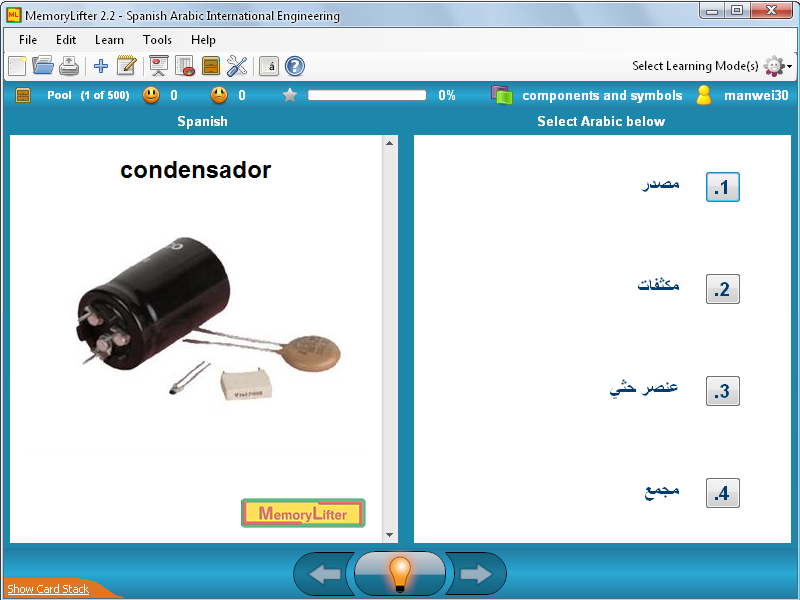 MemoryLifter 2.2 - Spanish Arabic International Engineering
File Edit Learn Tools Help
Select Learning Mode(s)
Pool (1 of 500) 0 0 0% components and symbols manwei30
Spanish
Select Arabic below
condensador
MemoryLifter
مصدر .1
مكثفات .2
عنصر حثي .3
مجمع .4
Show Card Stack